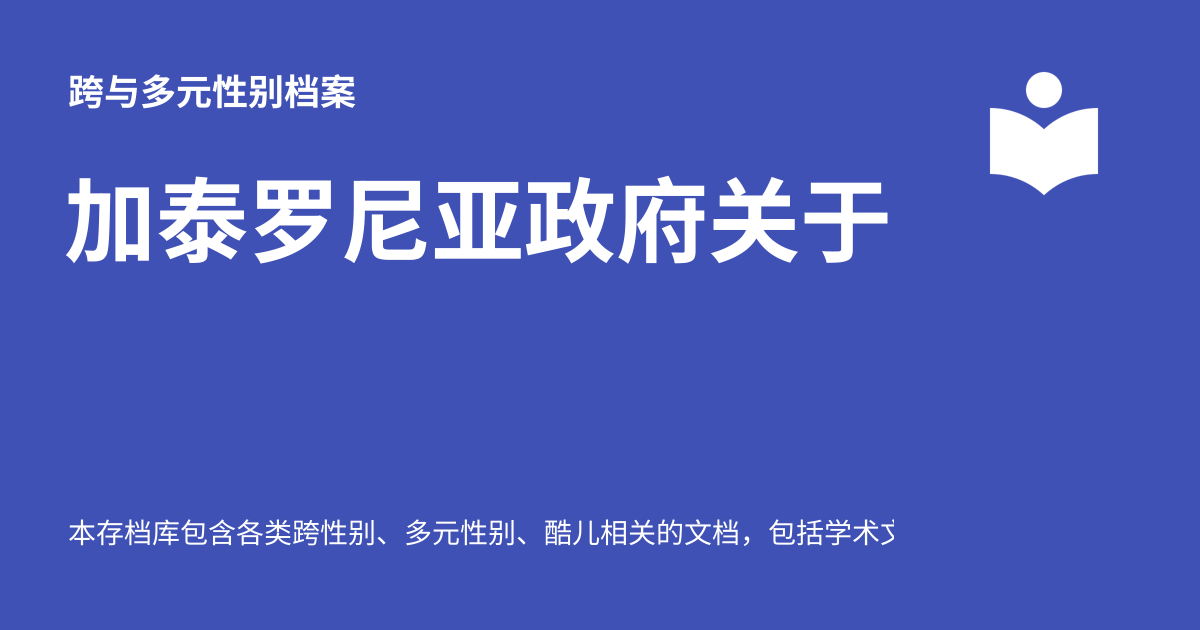 跨与多元性别档案
加泰罗尼亚政府关于
本存档库包含各类跨性别、多元性别、酷儿相关的文档，包括学术